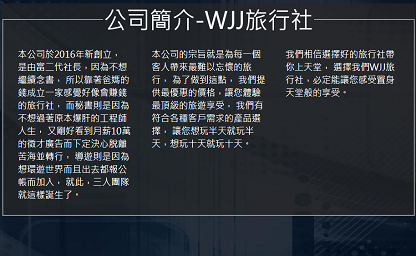 公司簡介-WJJ旅行社
本公司於2016年新創立，
是由富二代社長，因為不想
繼續念書， 所以靠著爸媽的
錢成立一家感覺好像會賺錢
的旅行社， 而秘書則是因為
不想過著原本爆肝的工程師
人生， 又剛好看到月薪10萬
的徵才廣告而下定決心脫離
苦海並轉行， 導遊則是因為
想環遊世界而且出去都報公
帳而加入， 就此，三人團隊
就這樣誕生了。
本公司的宗旨就是為每一個
客人帶來最難以忘懷的旅
行， 為了做到這點， 我們提
供最優惠的價格，讓您體驗
最頂級的旅遊享受， 我們有
符合各種客戶需求的產品選
擇， 讓您想玩半天就玩半
天，想玩十天就玩十天。
我們相信選擇好的旅行社帶
你上天堂， 選擇我們WJJ旅
行社，必定能讓您感受置身
天堂般的享受。